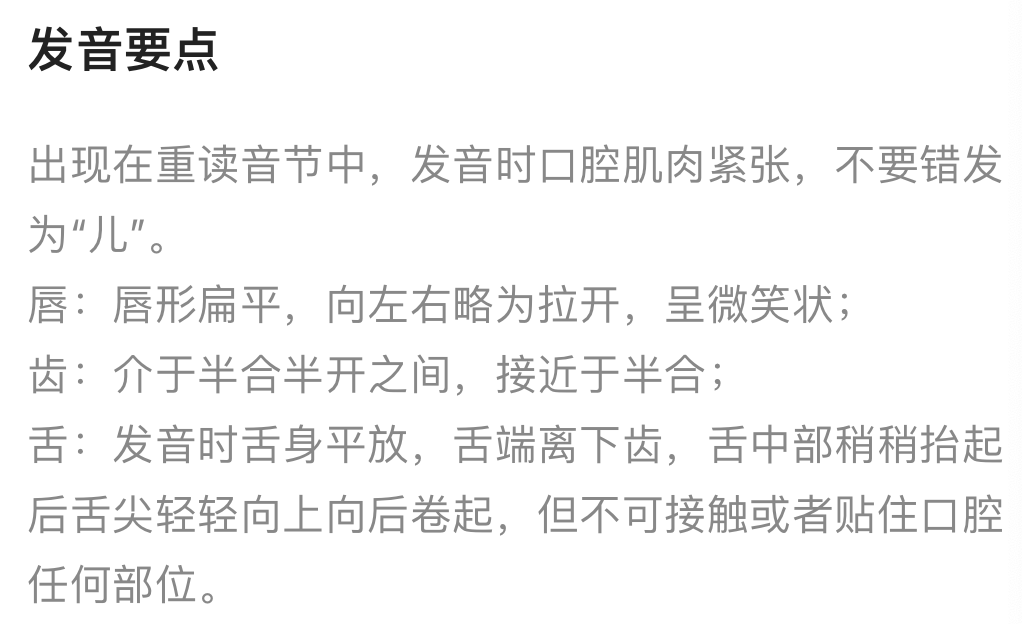 发音要点
出现在重读音节中，发音时口腔肌肉紧张，不要错发
为“儿”。
唇：唇形扁平，向左右略为拉开，呈微笑状；
齿：介于半合半开之间，接近于半合；
舌：发音时舌身平放，舌端离下齿，舌中部稍稍抬起
后舌尖轻轻向上向后卷起，但不可接触或者贴住口腔
任何部位。